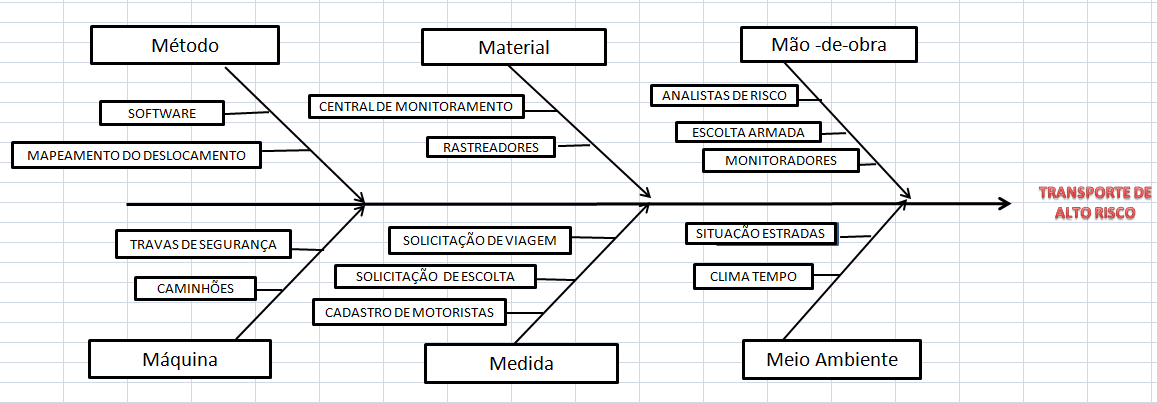 Método
Material
Mão -de-obra
SOFTWARE
MAPEAMENTO DO DESLOCAMENTO
CENTRAL DE MONITORAMENTO
RASTREADORES
ANALISTAS DE RISCO
ESCOLTA ARMADA
MONITORADORES
TRANSPORTE DE
ALTO RISCO
TRAVAS DE SEGURANÇA
CAMINHÕES
SOLICITAÇÃO DE VIAGEM
SOLICITAÇÃO DE ESCOLTA
CADASTRO DE MOTORISTAS
SITUAÇÃO ESTRADAS
CLIMA TEMPO
Máquina
Medida
Meio Ambiente